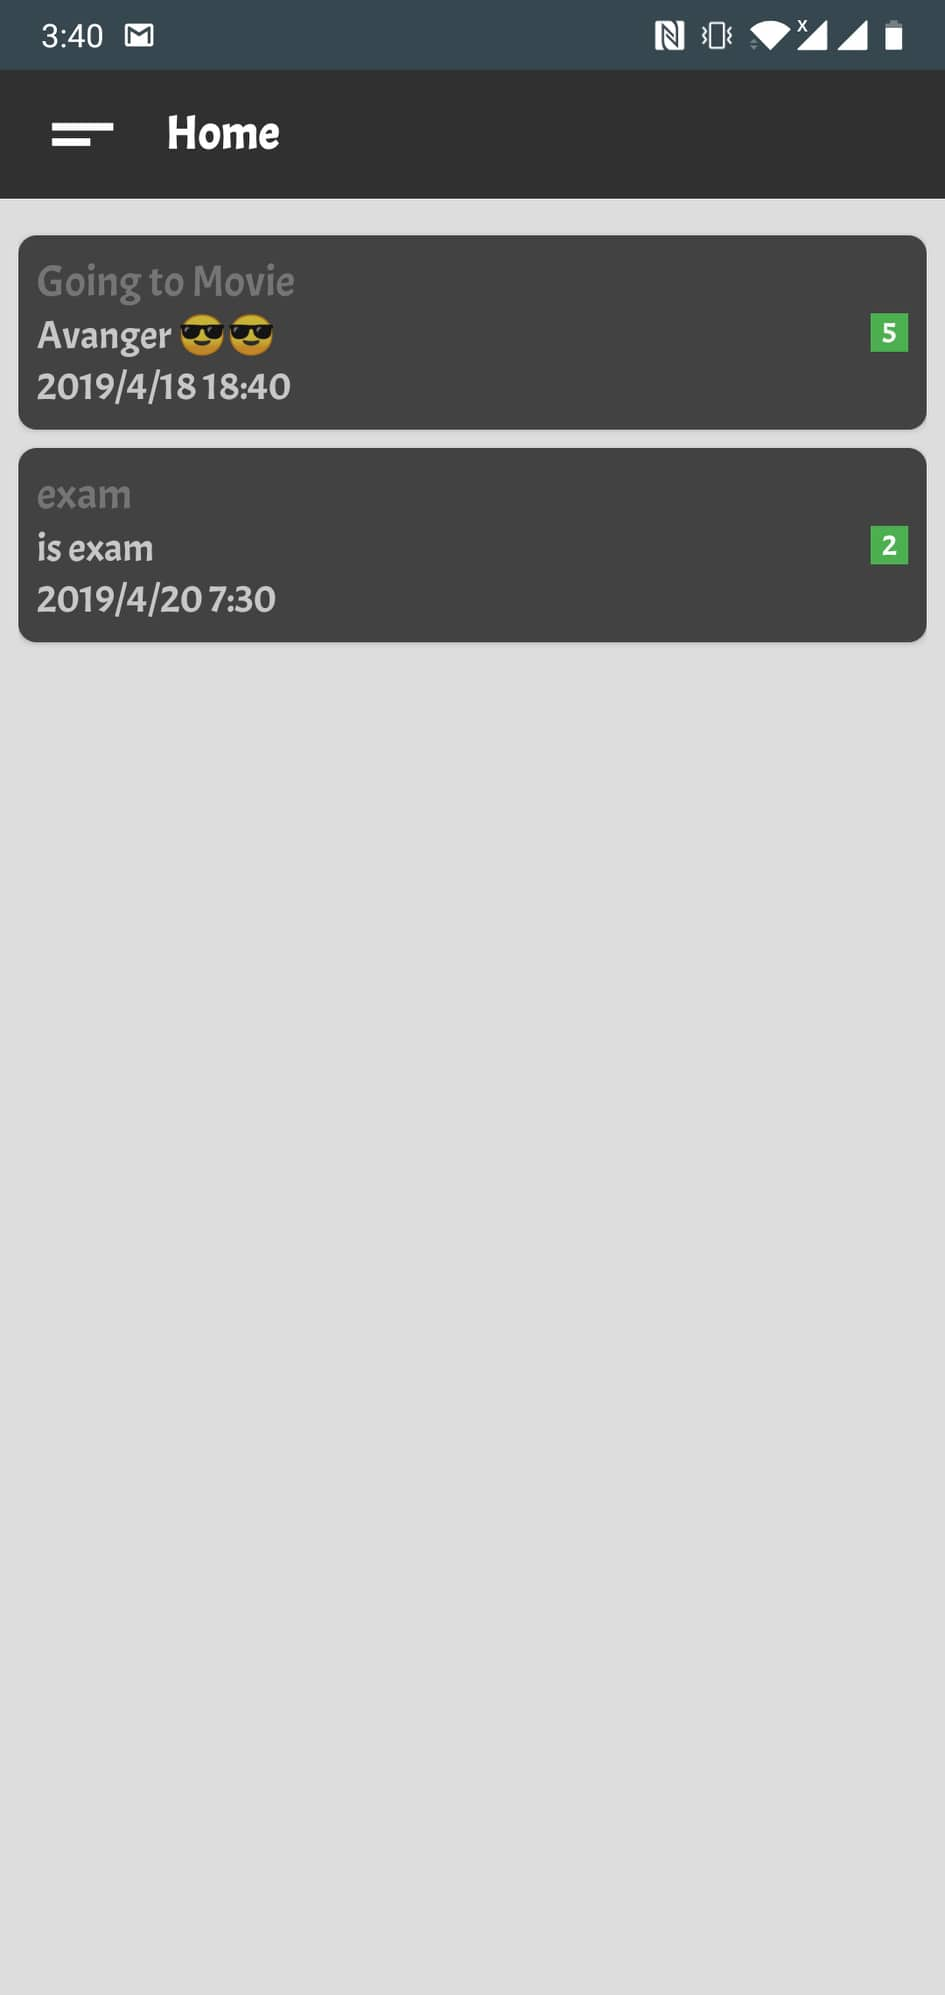 3:40
Home
Going to Movie
Avanger 😎😎
5
2019/4/18 18:40
exam
is exam
2
2019/4/20 7:30